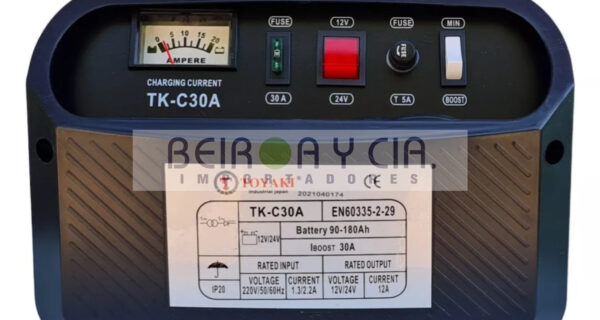 FUSE 12V FUSE MIN
0 5 10 15 20
AMPERE
CHARGING CURRENT
TK-C30A
30 A 24V T 5A BOOST
BEIROA Y CIA.
IMPORTADORES
TOYAKI
industrial japan
CE
2021040174
TK-C30A EN60335-2-29
12V/24V
Battery 90-180Ah
IBOOST 30A
RATED INPUT RATED OUTPUT
IP20
VOLTAGE CURRENT VOLTAGE CURRENT
220V/50/60Hz 1.3/2.2A 12V/24V 12A